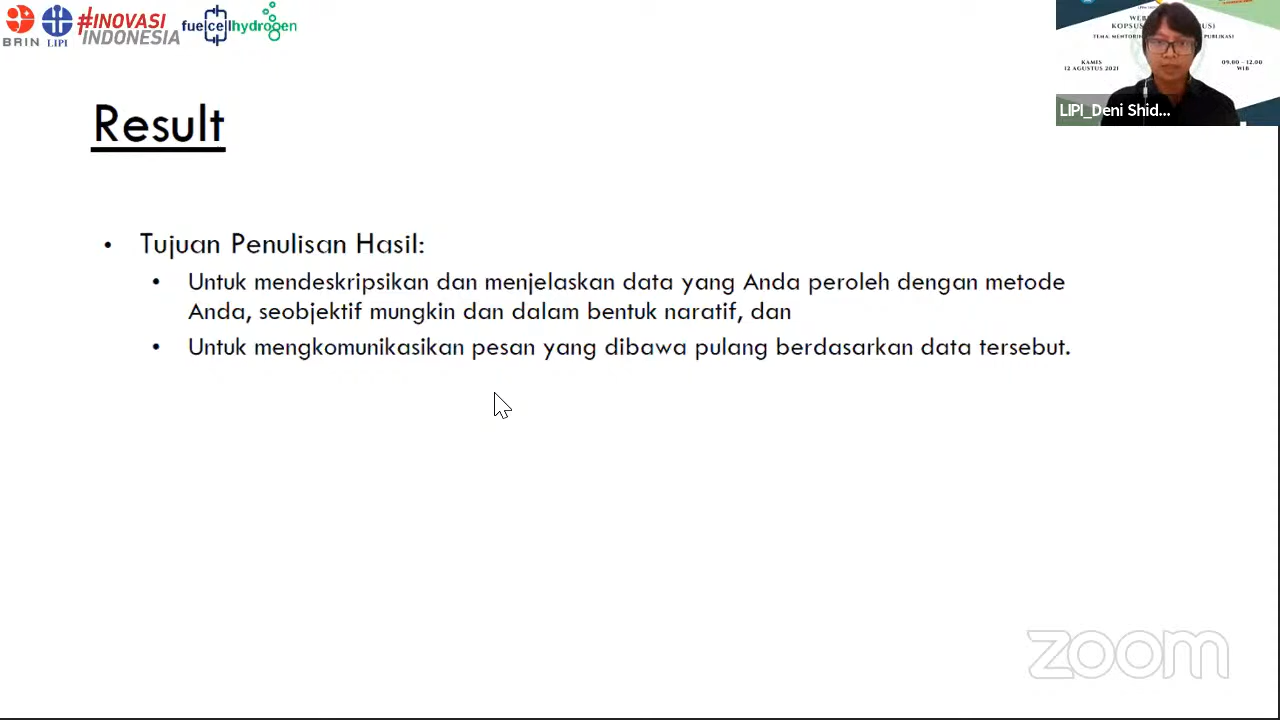 BRIN
LIPI
#INOVASI
INDONESIA
fuelcellhydrogen
KOPSUS
TEMA:
PUBLIKASI
KAMIS
12 AGUSTUS 2021
09.00 - 12.00
WIB
LIPI_Deni Shid...
Result
• Tujuan Penulisan Hasil:
• Untuk mendeskripsikan dan menjelaskan data yang Anda peroleh dengan metode
Anda, seobjektif mungkin dan dalam bentuk naratif, dan
• Untuk mengkomunikasikan pesan yang dibawa pulang berdasarkan data tersebut.
zoom